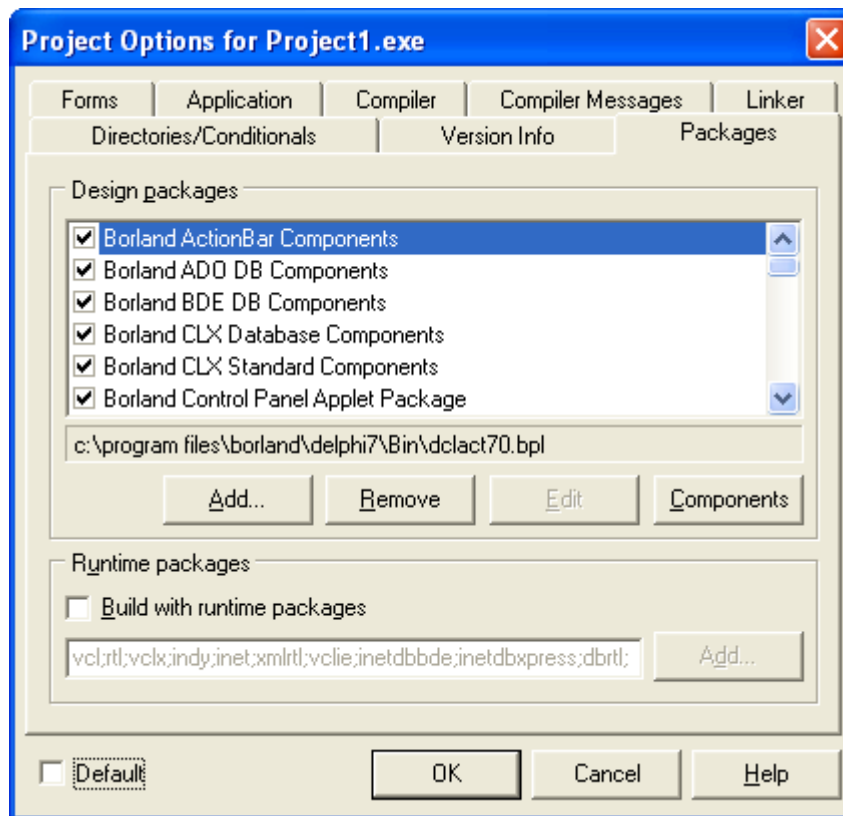 Project Options for Project1.exe
Forms Application Compiler Compiler Messages Linker
Directories/Conditionals Version Info Packages
Design packages
Borland ActionBar Components
Borland ADO DB Components
Borland BDE DB Components
Borland CLX Database Components
Borland CLX Standard Components
Borland Control Panel Applet Package
c:\program files\borland\delphi7\Bin\dclact70.bpl
Add... Remove Edit Components
Runtime packages
Build with runtime packages
vcl;rtl;vclx;indy;inet;xmlrtl;vclie;inetdbbde;inetdbxpress;dbrtl; Add...
Default OK Cancel Help